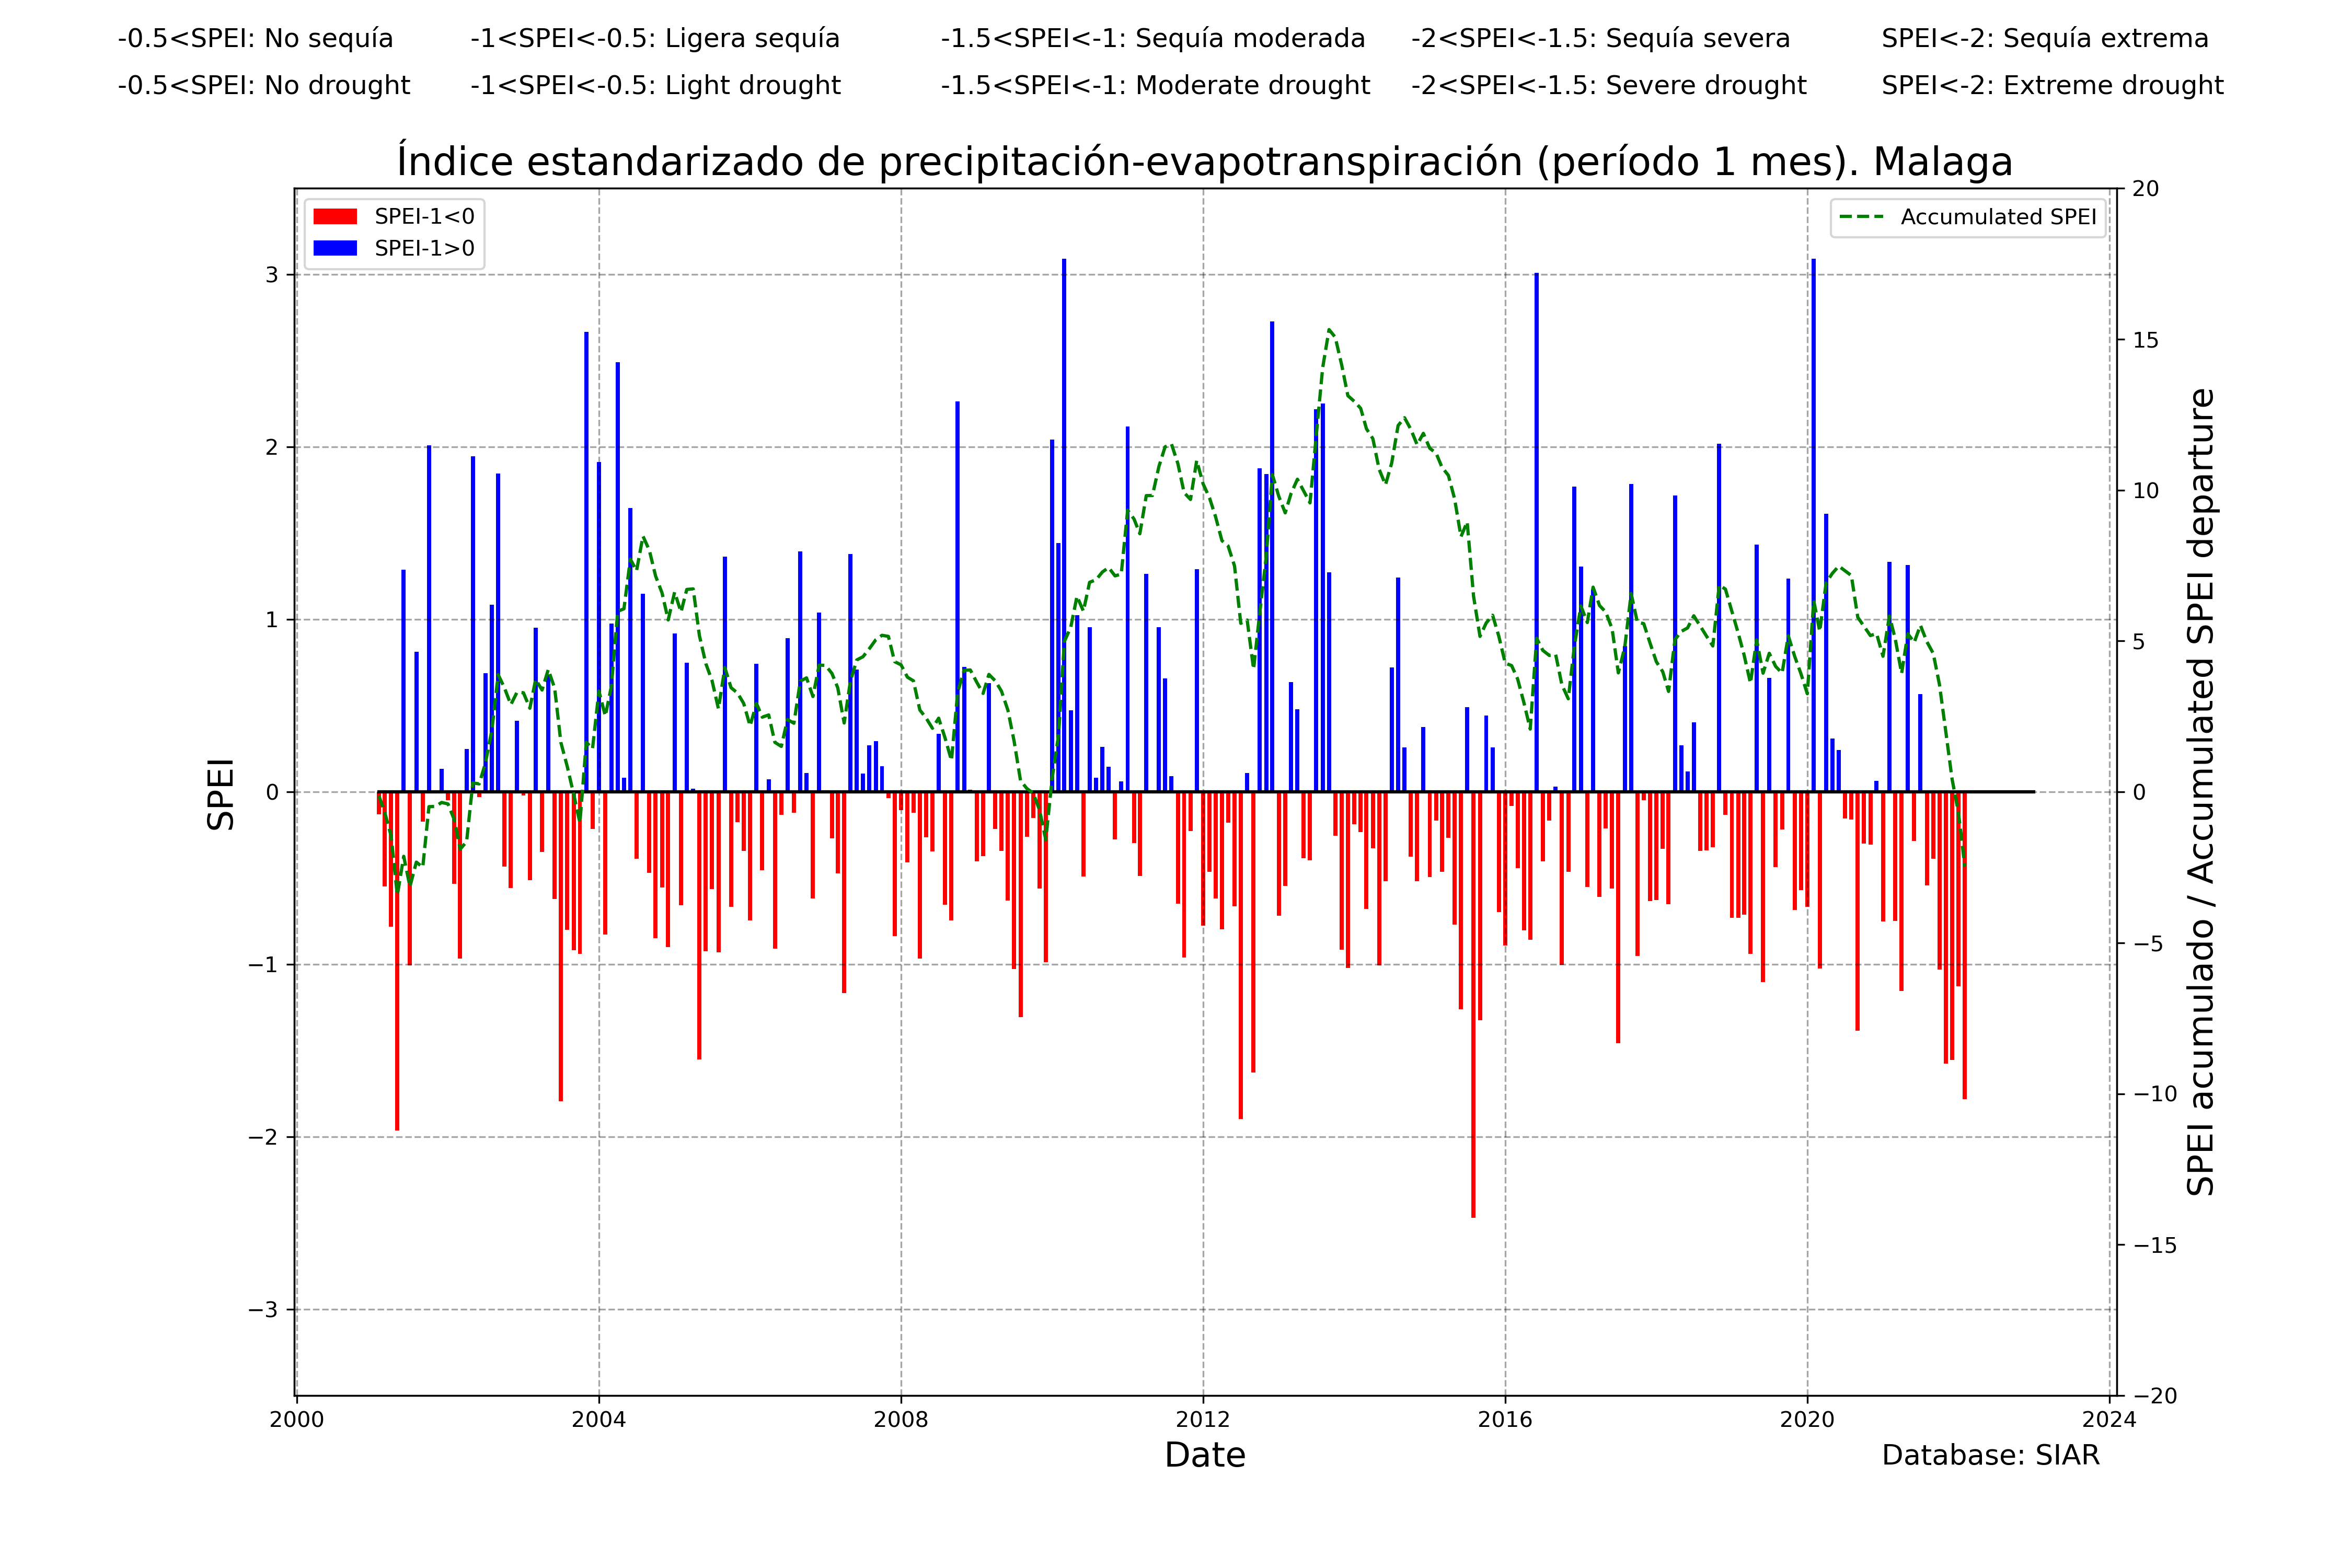 -0.5<SPEI: No sequía -1<SPEI<-0.5: Ligera sequía -1.5<SPEI<-1: Sequía moderada -2<SPEI<-1.5: Sequía severa SPEI<-2: Sequía extrema
-0.5<SPEI: No drought -1<SPEI<-0.5: Light drought -1.5<SPEI<-1: Moderate drought -2<SPEI<-1.5: Severe drought SPEI<-2: Extreme drought
Índice estandarizado de precipitación-evapotranspiración (período 1 mes). Malaga
SPEI-1<0
SPEI-1>0
Accumulated SPEI
SPEI
3
2
1
0
−1
−2
−3
20
15
10
5
0
−5
−10
−15
−20
SPEI acumulado / Accumulated SPEI departure
2000 2004 2008 2012 2016 2020 2024
Date
Database: SIAR